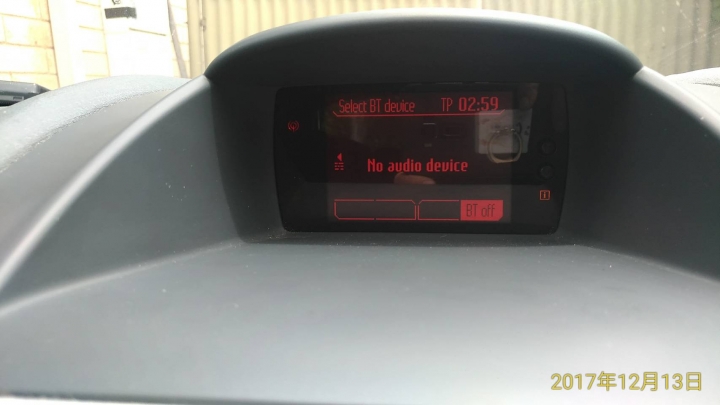 Select BT device TP 02:59
No audio device
BT off
2017年12月13日